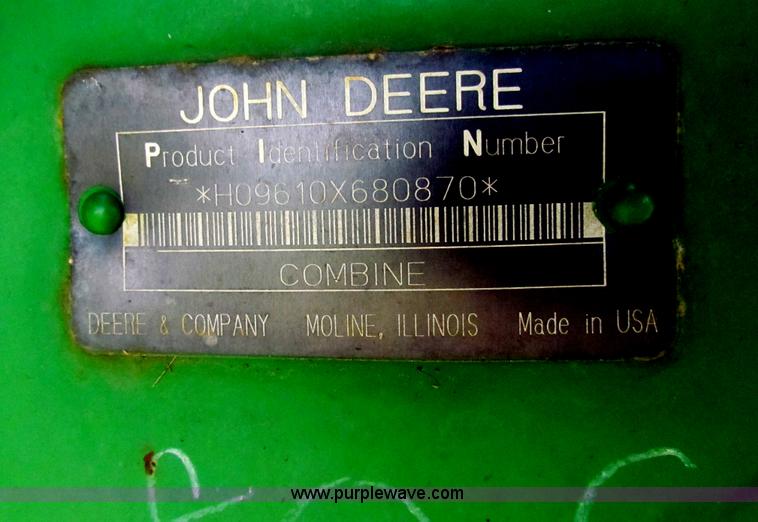 JOHN DEERE
Product Identification Number
*H09610X680870*
COMBINE
DEERE & COMPANY MOLINE, ILLINOIS Made in USA
www.purplewave.com